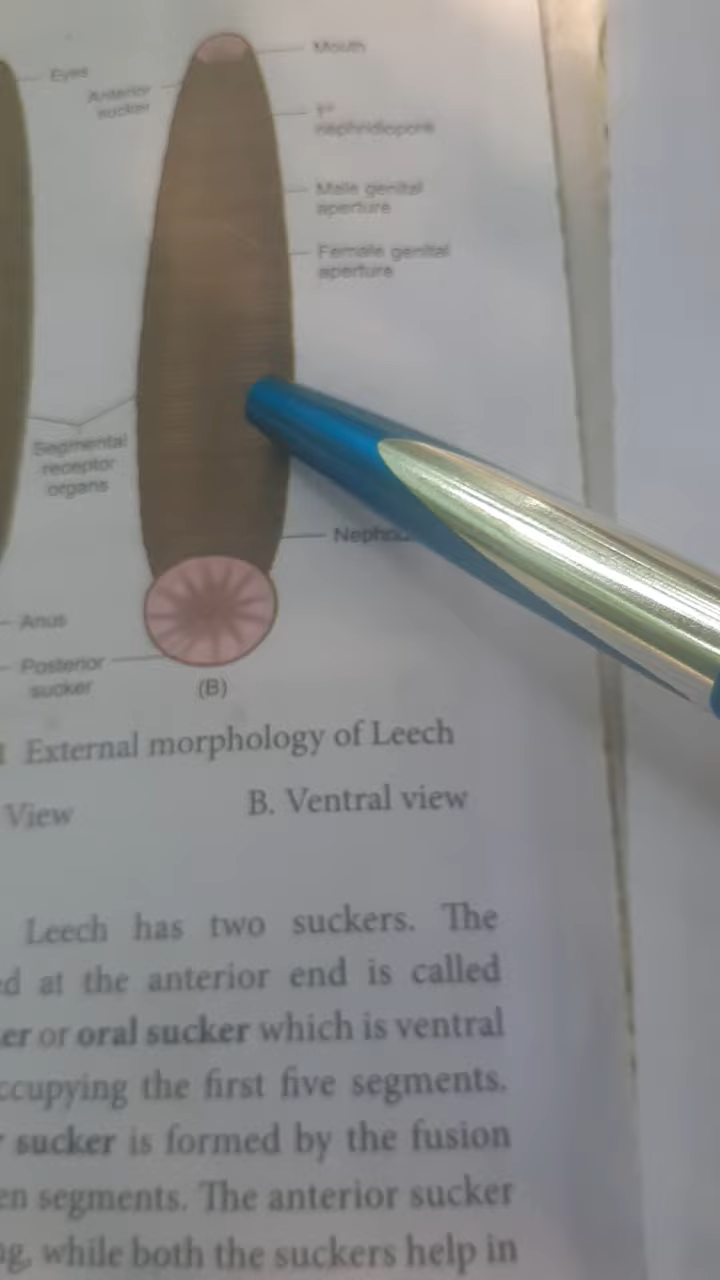 Mouth
Eyes
Anterior
sucker
1st
nephridiopore
Male genital
aperture
Female genital
aperture
Segmental
receptor
organs
Anus
Posterior
sucker
(B)
External morphology of Leech
View
B. Ventral view
Leech has two suckers. The
at the anterior end is called
or oral sucker which is ventral
the first five segments.
sucker is formed by the fusion
segments. The anterior sucker
while both the suckers help in